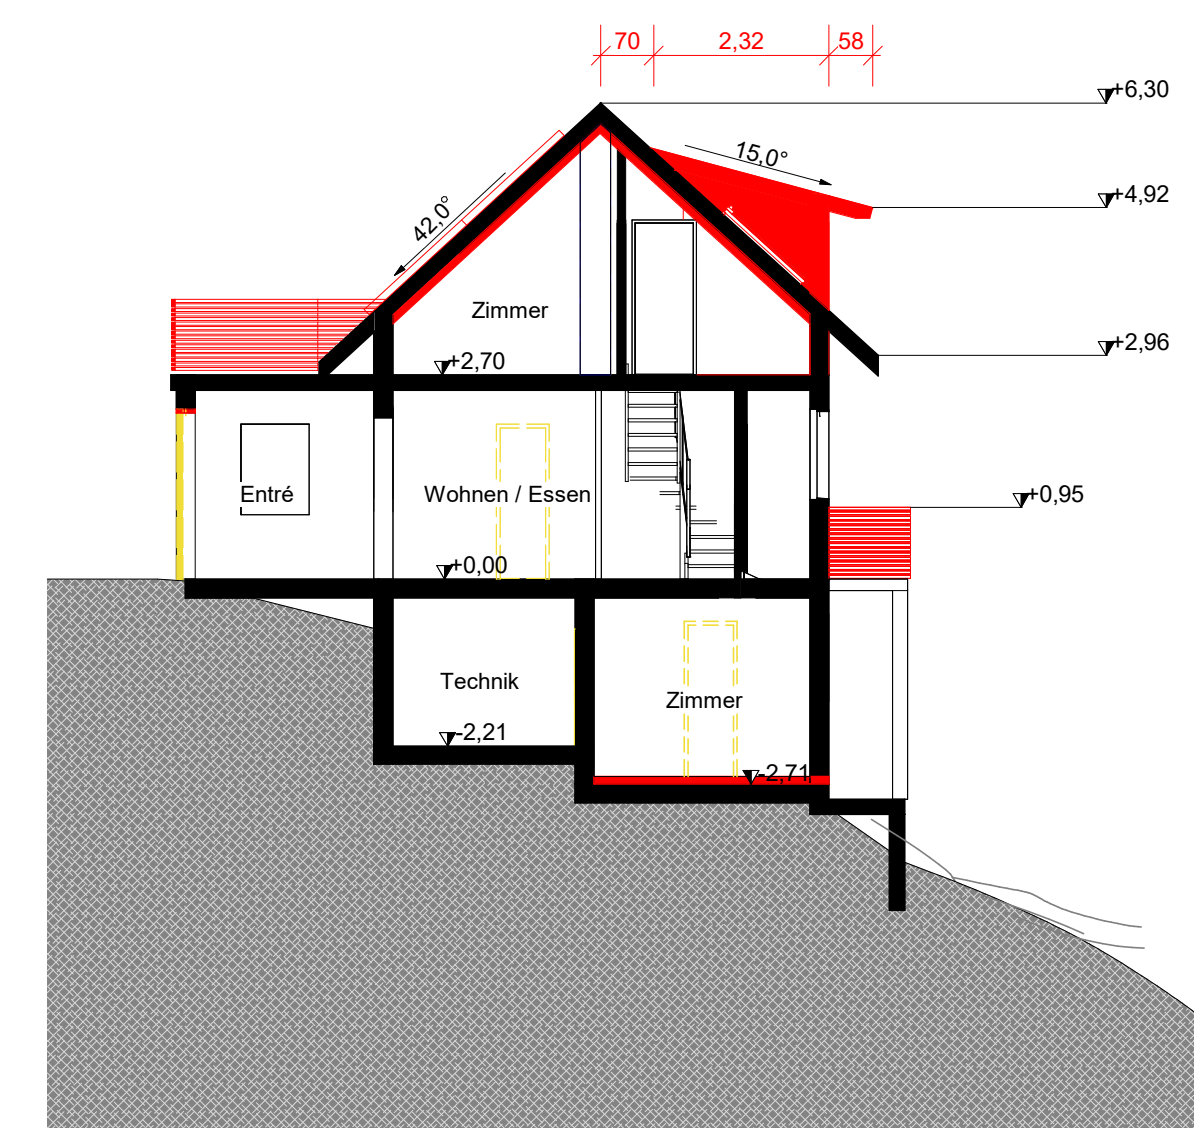 70 2,32 58
+6,30
15,0°
+4,92
42,0°
Zimmer
+2,96
+2,70
Entré
Wohnen / Essen
+0,95
+0,00
Technik
Zimmer
-2,21
-2,71